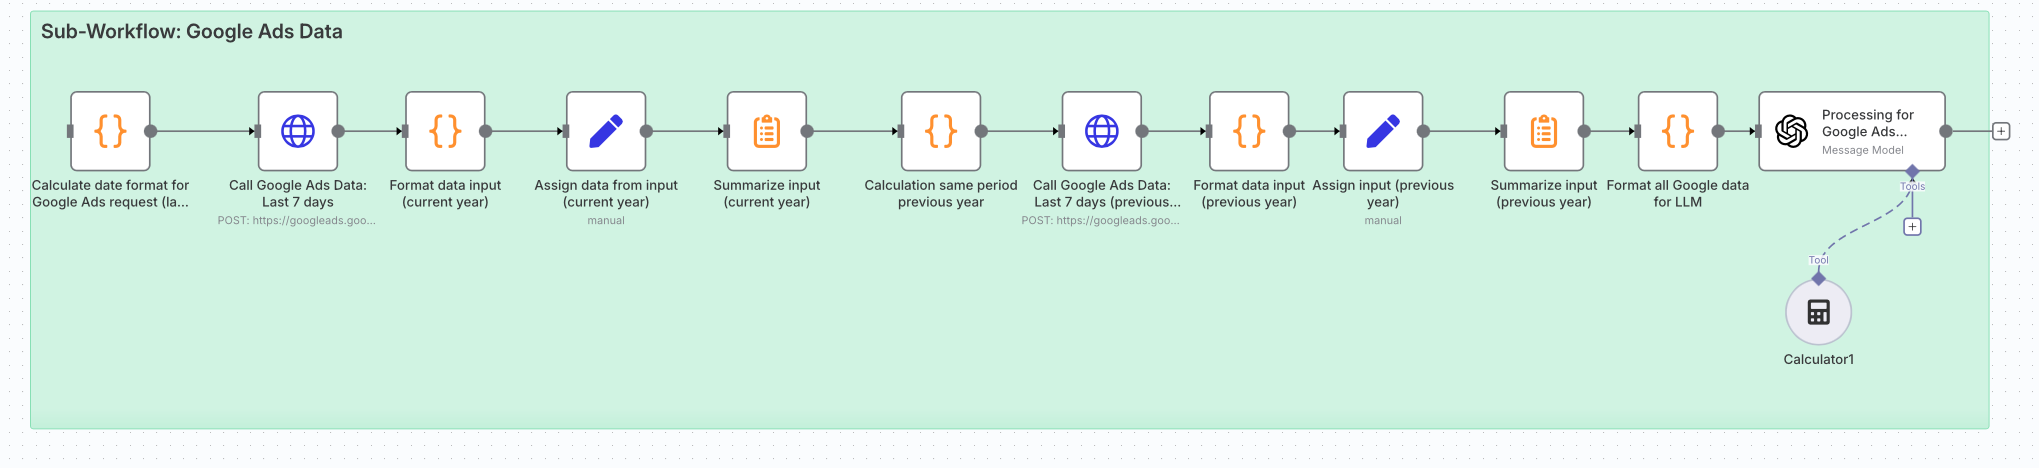 Sub-Workflow: Google Ads Data
Calculate date format for
Google Ads request (la...
Call Google Ads Data:
Last 7 days
POST: https://googleads.goo...
Format data input
(current year)
Assign data from input
(current year)
manual
Summarize input
(current year)
Calculation same period
previous year
Call Google Ads Data:
Last 7 days (previous...
POST: https://googleads.goo...
Format data input
(previous year)
Assign input (previous
year)
manual
Summarize input
(previous year)
Format all Google data
for LLM
Processing for
Google Ads...
Message Model
Tools
Tool
Calculator1